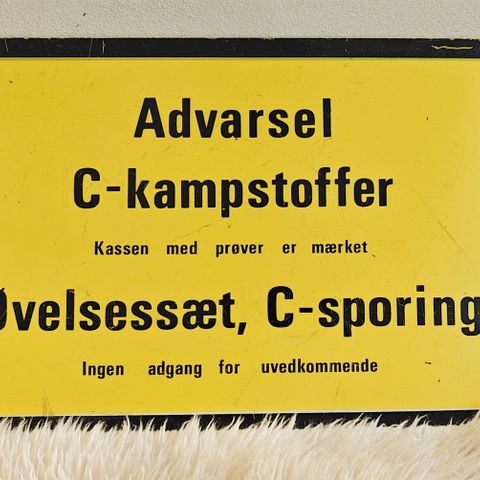 Advarsel
C-kampstoffer
Kassen med prøver er mærket
Øvelsessæt, C-sporing
Ingen adgang for uvedkommende